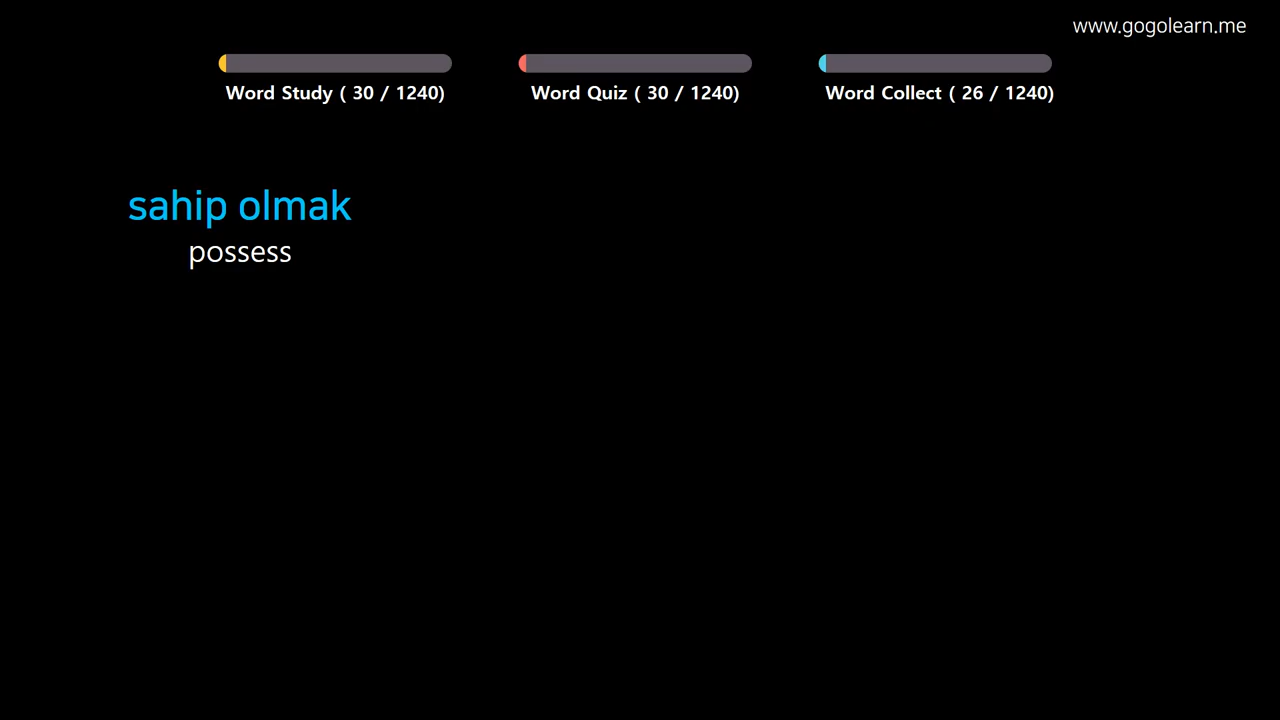 www.gogolearn.me
Word Study ( 30 / 1240)
Word Quiz ( 30 / 1240)
Word Collect ( 26 / 1240)
sahip olmak
possess